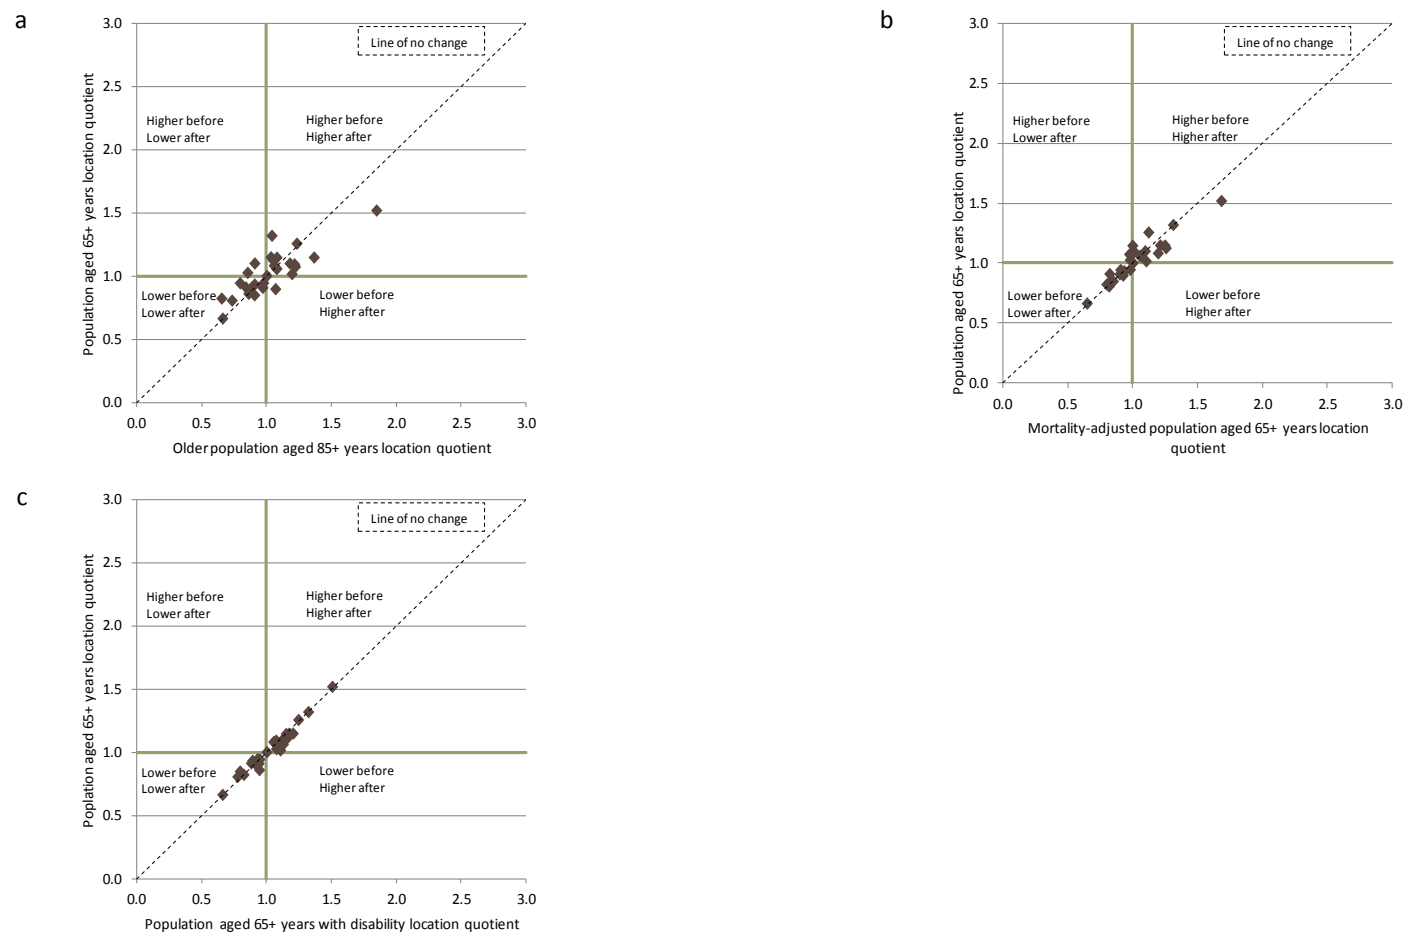 a
Population aged 65+ years location quotient
3.0
2.5
2.0
1.5
1.0
0.5
0.0
Line of no change
Higher before
Lower after
Higher before
Higher after
Lower before
Lower after
Lower before
Higher after
0.0 0.5 1.0 1.5 2.0 2.5 3.0
Older population aged 85+ years location quotient
b
Population aged 65+ years location quotient
3.0
2.5
2.0
1.5
1.0
0.5
0.0
Line of no change
Higher before
Lower after
Higher before
Higher after
Lower before
Lower after
Lower before
Higher after
0.0 0.5 1.0 1.5 2.0 2.5 3.0
Mortality-adjusted population aged 65+ years location
quotient
c
Poplation aged 65+ years location quotient
3.0
2.5
2.0
1.5
1.0
0.5
0.0
Line of no change
Higher before
Lower after
Higher before
Higher after
Lower before
Lower after
Lower before
Higher after
0.0 0.5 1.0 1.5 2.0 2.5 3.0
Population aged 65+ years with disability location quotient